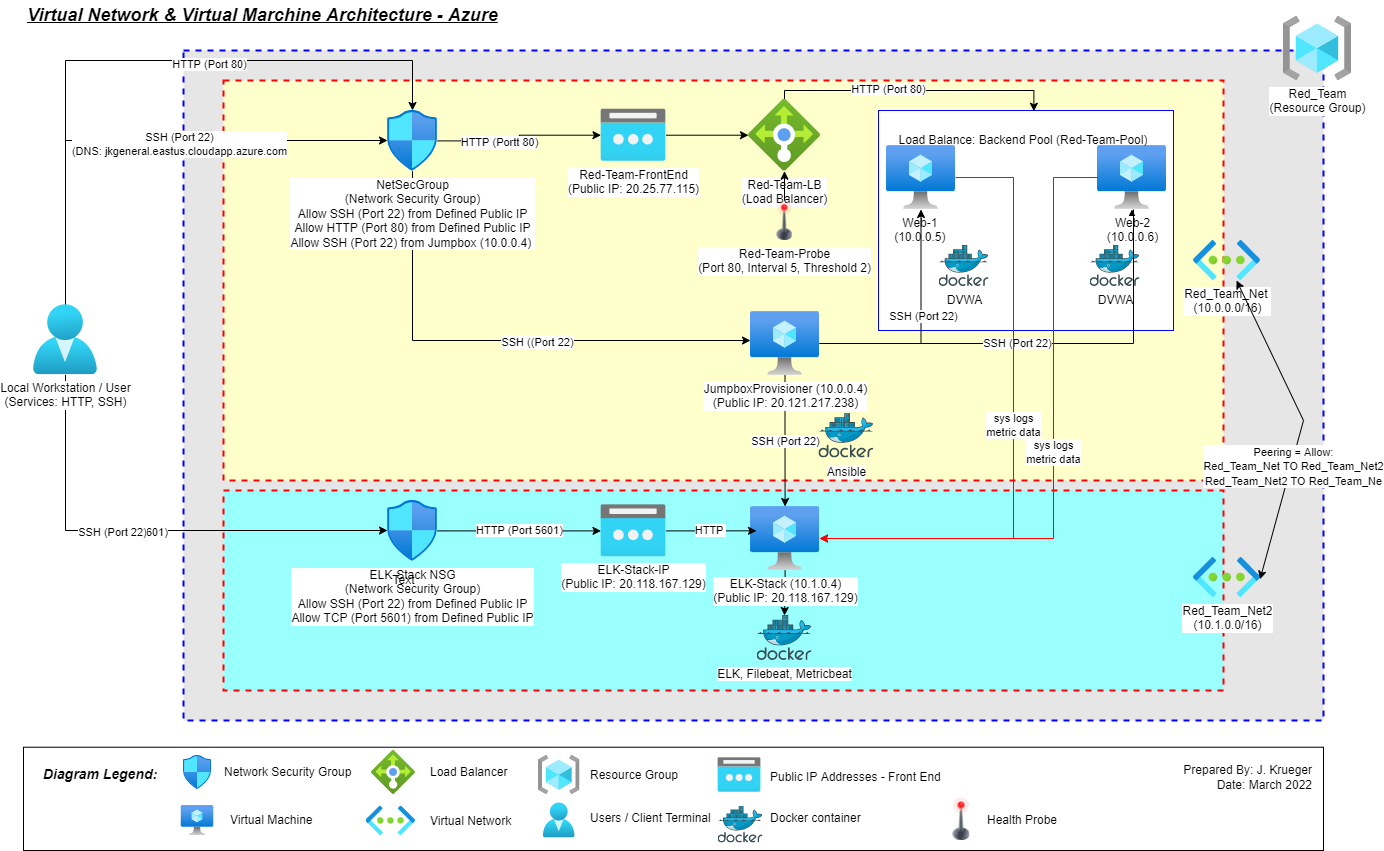 Virtual Network & Virtual Marchine Architecture - Azure
Red_Team
(Resource Group)
HTTP (Port 80)
HTTP (Port 80)
SSH (Port 22)
(DNS: jkgeneral.eastus.cloudapp.azure.com
HTTP (Portt 80)
Load Balance: Backend Pool (Red-Team-Pool)
NetSecGroup
(Network Security Group)
Allow SSH (Port 22) from Defined Public IP
Allow HTTP (Port 80) from Defined Public IP
Allow SSH (Port 22) from Jumpbox (10.0.0.4)
Red-Team-FrontEnd
(Public IP: 20.25.77.115)
Red-Team-LB
(Load Balancer)
Red-Team-Probe
(Port 80, Interval 5, Threshold 2)
Web-1
(10.0.0.5)
Web-2
(10.0.0.6)
docker
DVWA
docker
DVWA
Red_Team_Net
(10.0.0.0/16)
SSH (Port 22)
SSH ((Port 22)
SSH (Port 22)
Local Workstation / User
(Services: HTTP, SSH)
JumpboxProvisioner (10.0.0.4)
(Public IP: 20.121.217.238)
SSH (Port 22)
docker
Ansible
sys logs
metric data
sys logs
metric data
Peering = Allow:
Red_Team_Net TO Red_Team_Net2
Red_Team_Net2 TO Red_Team_Ne
SSH (Port 22)601)
HTTP (Port 5601)
HTTP
ELK-Stack NSG
Text
(Network Security Group)
Allow SSH (Port 22) from Defined Public IP
Allow TCP (Port 5601) from Defined Public IP
ELK-Stack-IP
(Public IP: 20.118.167.129)
ELK-Stack (10.1.0.4)
(Public IP: 20.118.167.129)
docker
ELK, Filebeat, Metricbeat
Red_Team_Net2
(10.1.0.0/16)
Diagram Legend:
Network Security Group
Load Balancer
Resource Group
Public IP Addresses - Front End
Prepared By: J. Krueger
Date: March 2022
Virtual Machine
Virtual Network
Users / Client Terminal
docker
Docker container
Health Probe